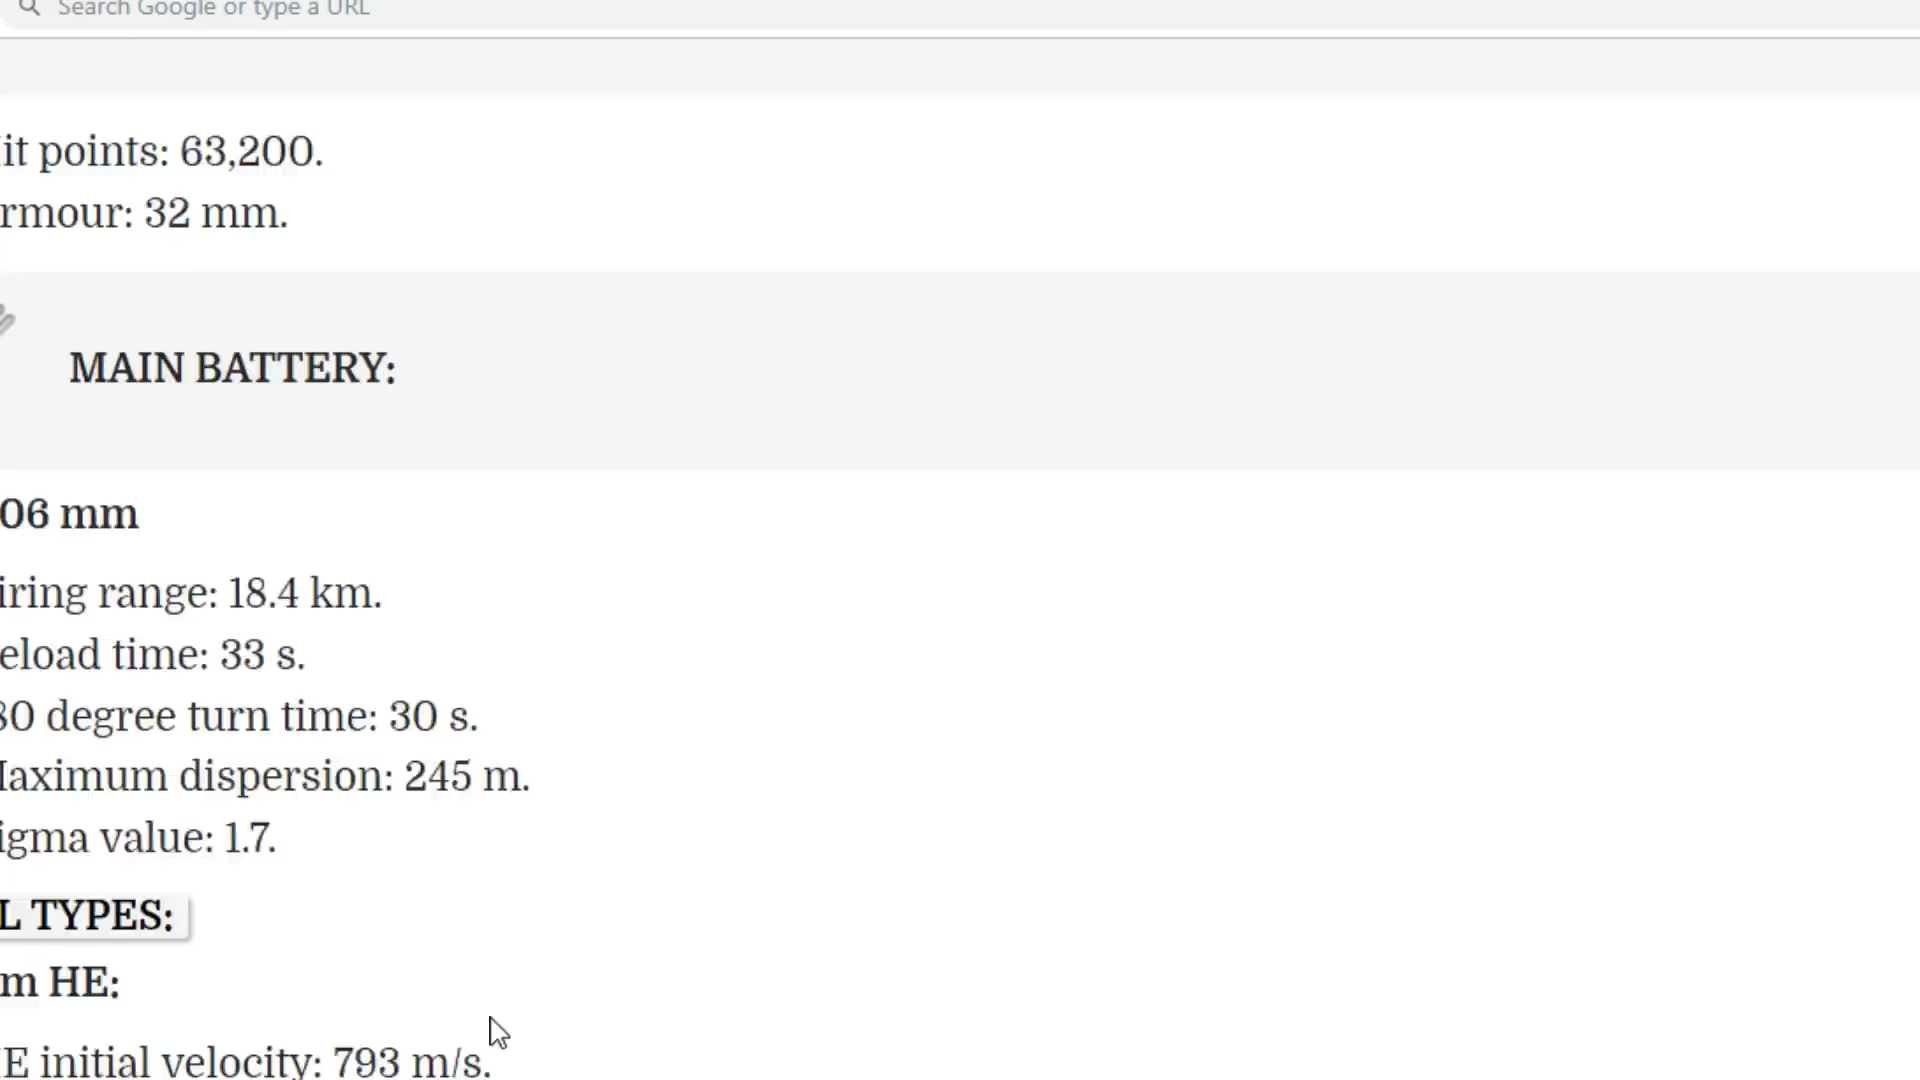 Search Google or type a URL
it points: 63,200.
rmour: 32 mm.
MAIN BATTERY:
06 mm
iring range: 18.4 km.
eload time: 33 s.
80 degree turn time: 30 s.
aximum dispersion: 245 m.
igma value: 1.7.
L TYPES:
m HE:
E initial velocity: 793 m/s.